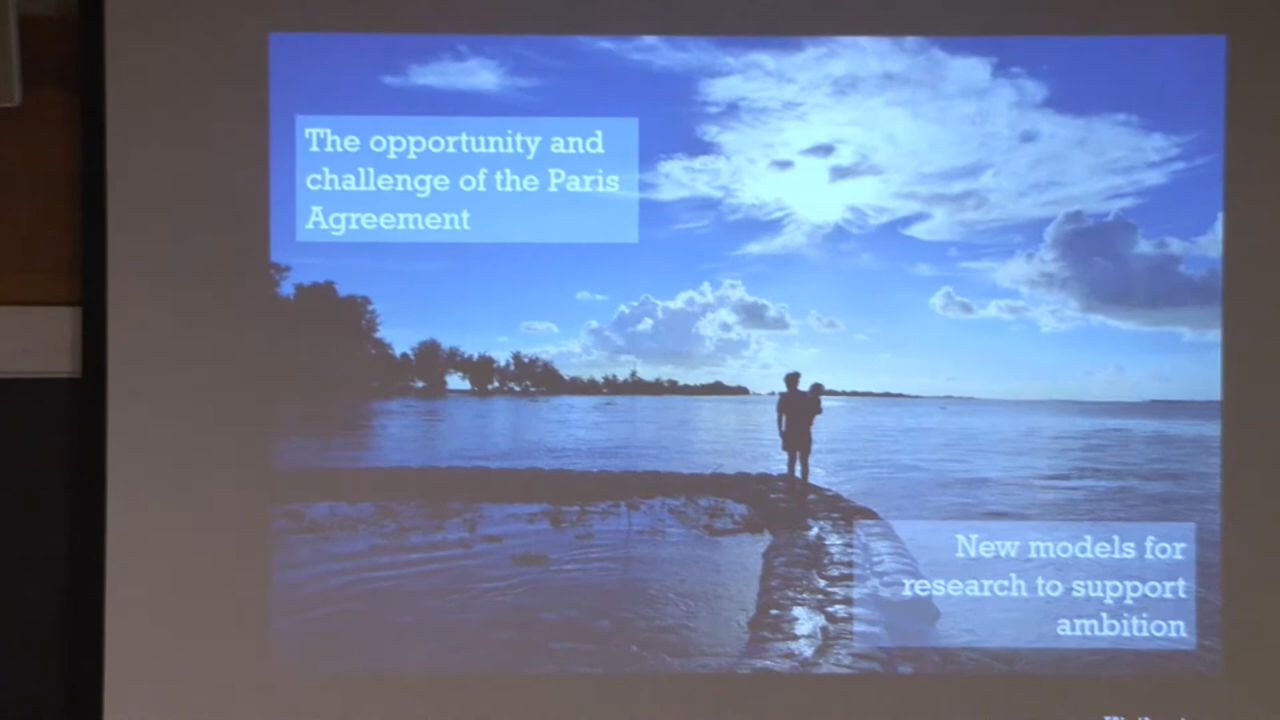 The opportunity and
challenge of the Paris
Agreement
New models for
research to support
ambition